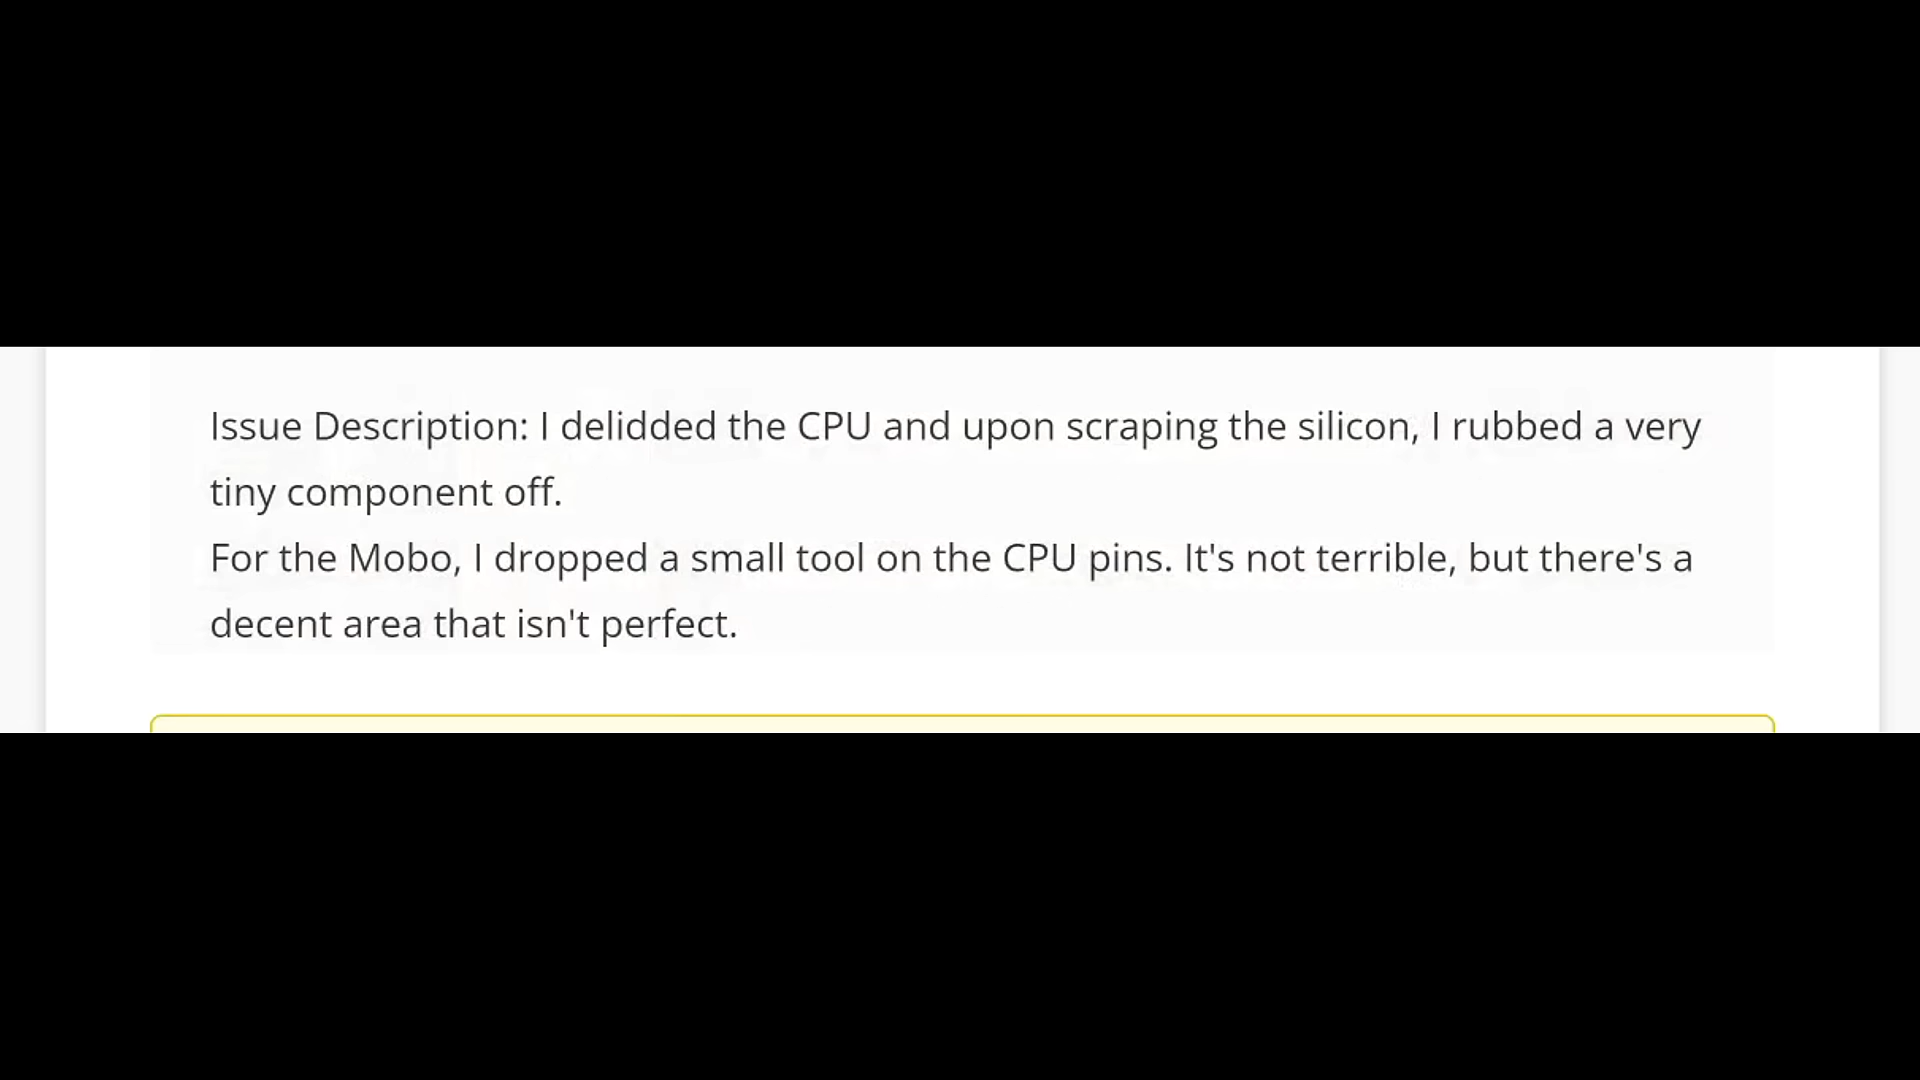 Issue Description: I delidded the CPU and upon scraping the silicon, I rubbed a very
tiny component off.
For the Mobo, I dropped a small tool on the CPU pins. It's not terrible, but there's a
decent area that isn't perfect.